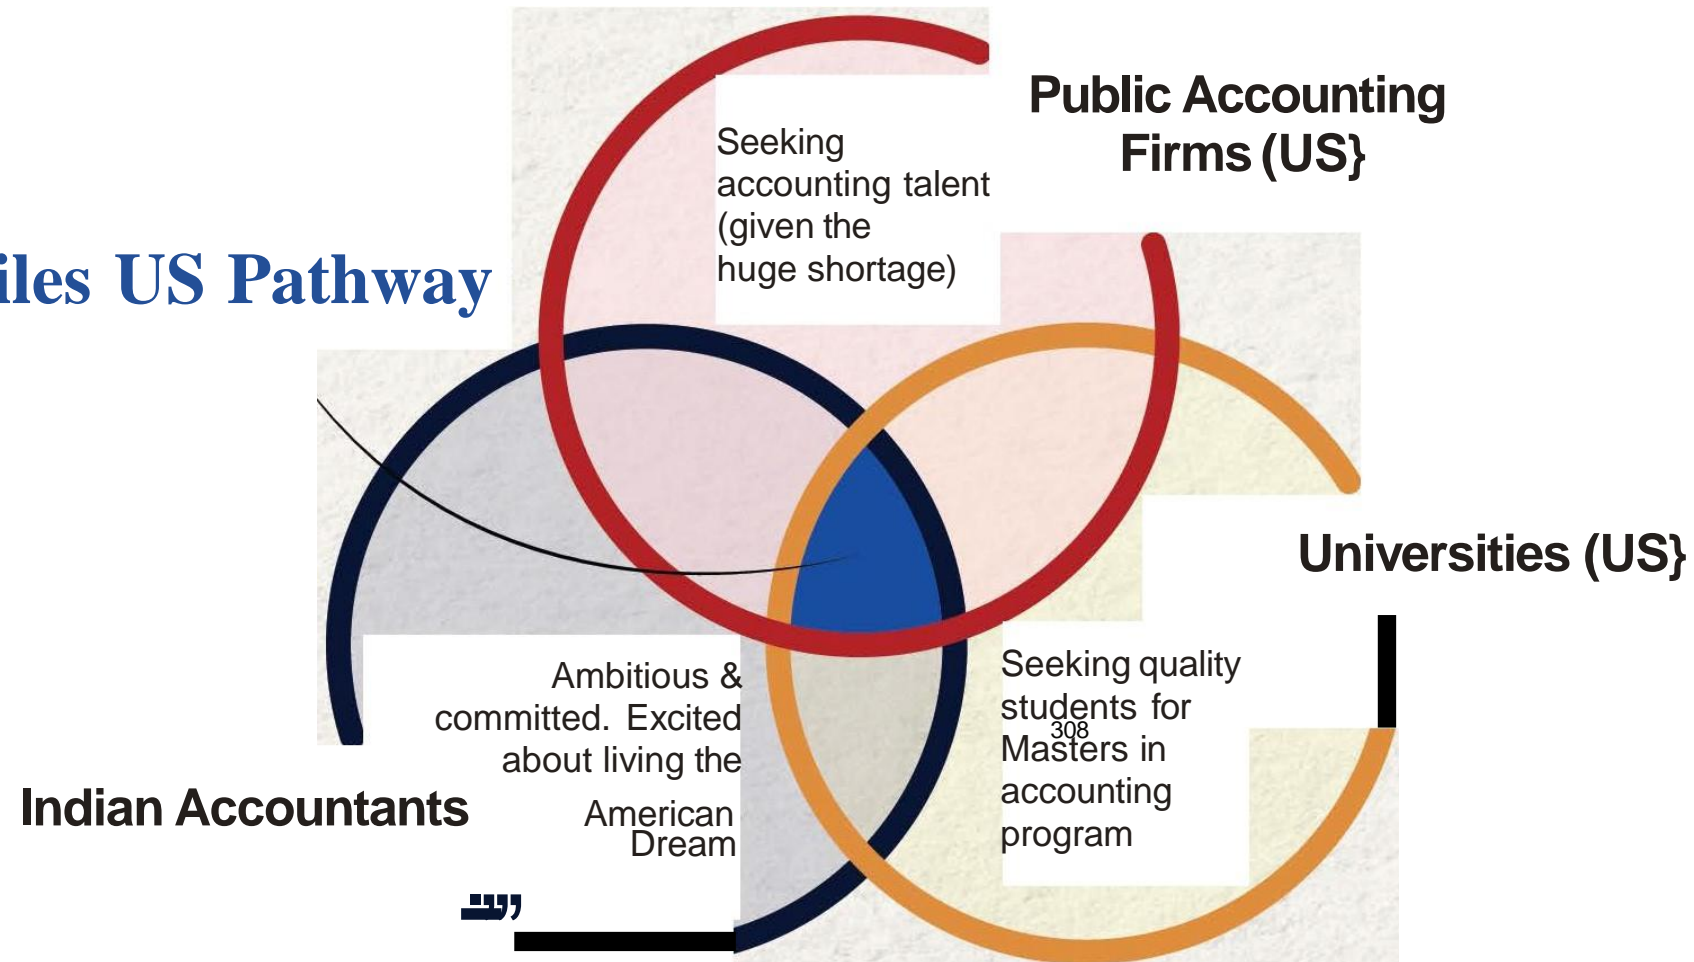 Public Accounting
Firms (US}
Seeking
accounting talent
(given the
huge shortage)
iles US Pathway
Universities (US}
Seeking quality
students for
308
Masters in
accounting
program
Ambitious &
committed. Excited
about living the
American
Dream
Indian Accountants